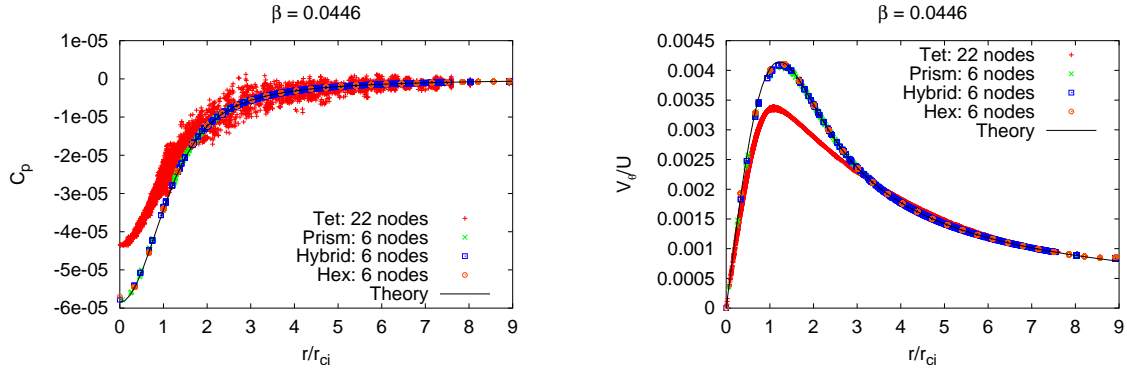 β = 0.0446
1e-05
0
-1e-05
-2e-05
-3e-05
-4e-05
-5e-05
-6e-05
C_p
Tet: 22 nodes
Prism: 6 nodes
Hybrid: 6 nodes
Hex: 6 nodes
Theory
0 1 2 3 4 5 6 7 8 9
r/r_ci
β = 0.0446
0.0045
0.004
0.0035
0.003
0.0025
0.002
0.0015
0.001
0.0005
0
V_θ/U
Tet: 22 nodes
Prism: 6 nodes
Hybrid: 6 nodes
Hex: 6 nodes
Theory
0 1 2 3 4 5 6 7 8 9
r/r_ci